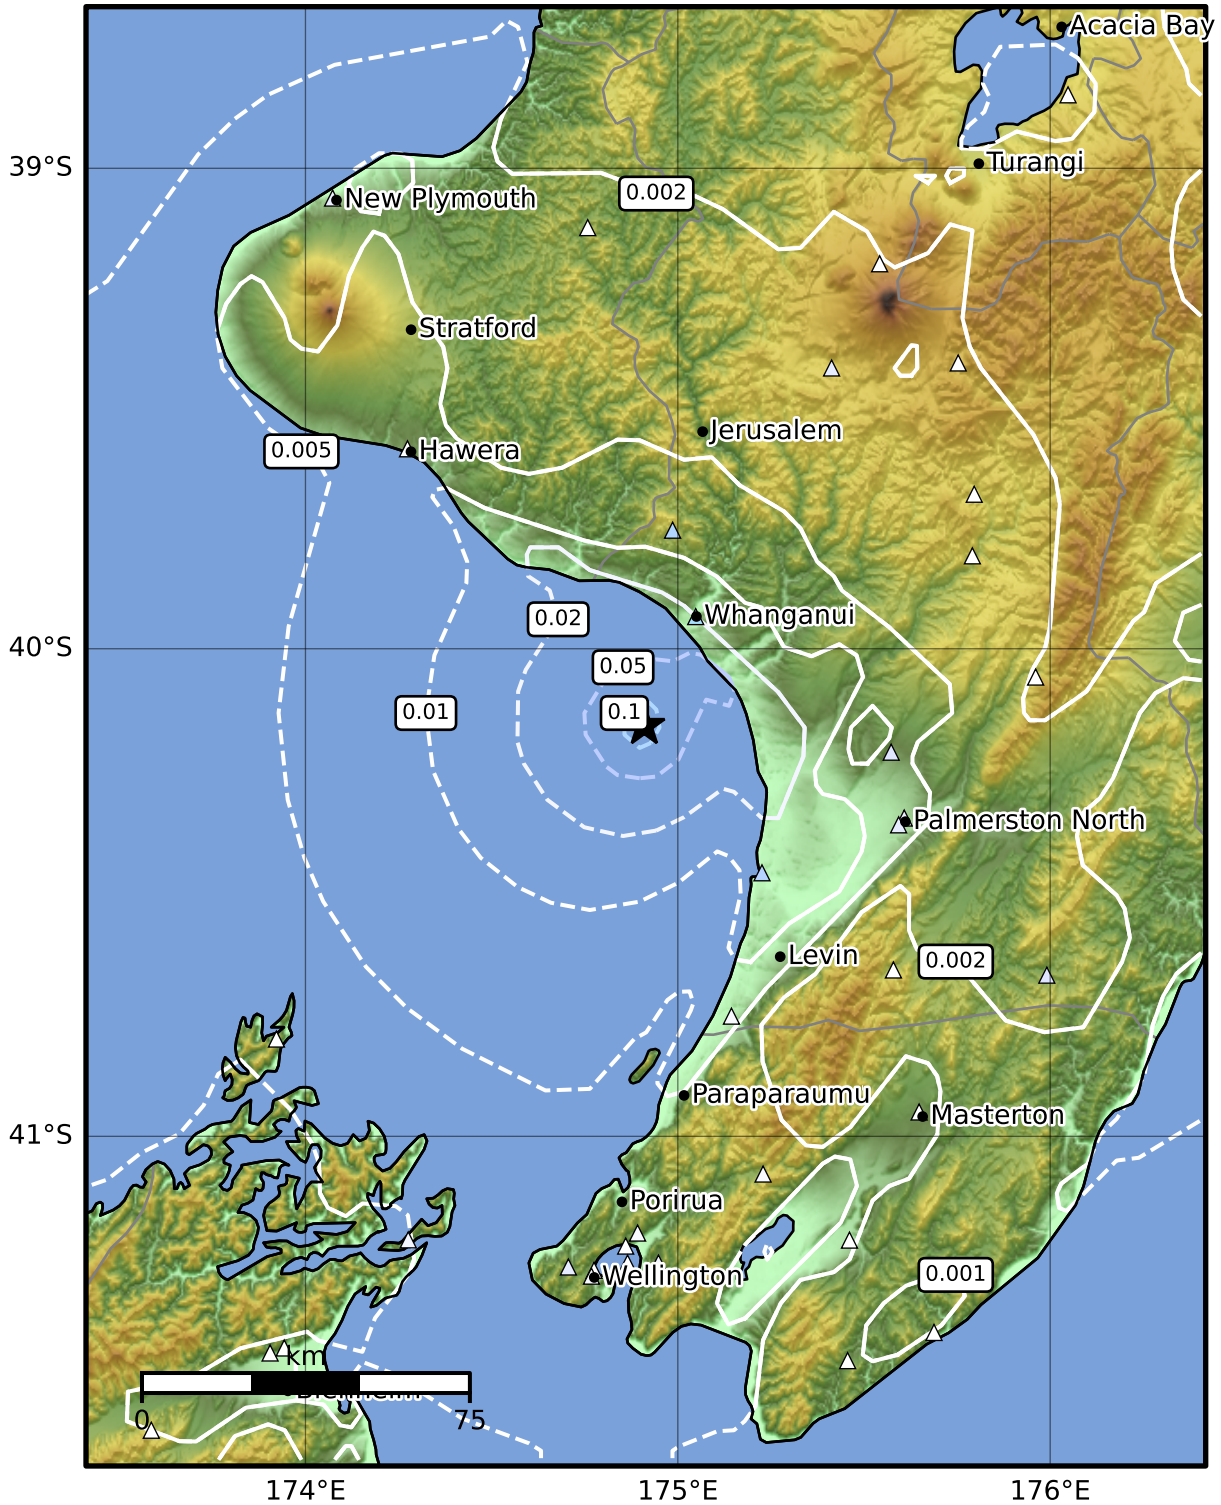 Acacia Bay
39°S
Turangi
0.002
New Plymouth
Stratford
Jerusalem
0.005
Hawera
0.02
Whanganui
40°S
0.05
0.01
0.1
Palmerston North
Levin
0.002
Paraparaumu
Masterton
41°S
Porirua
Wellington
0.001
km
Blenheim
0
75
174°E
175°E
176°E